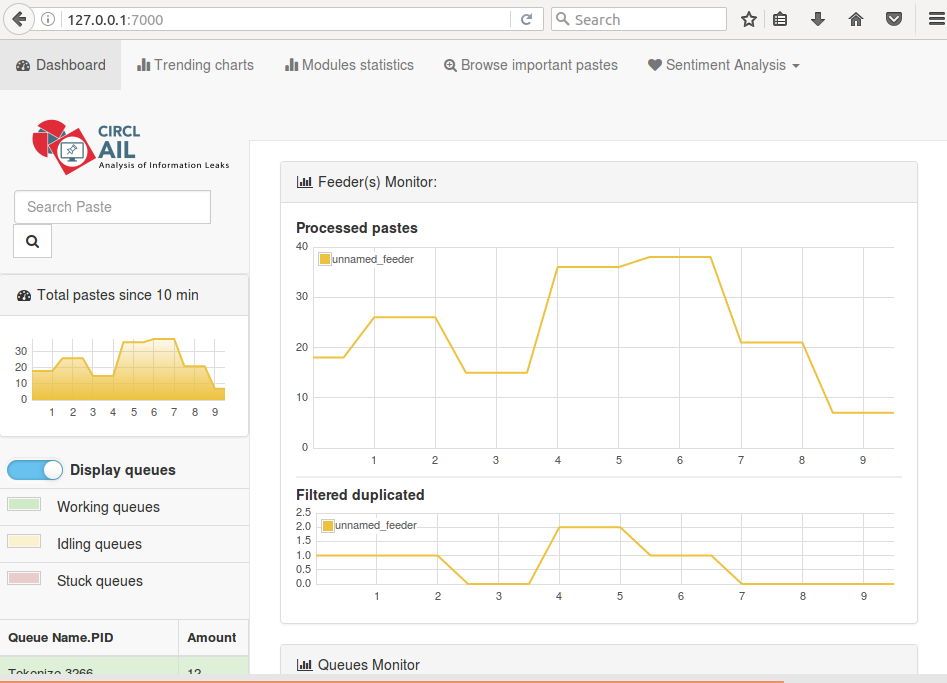 127.0.0.1:7000
Search
Dashboard
Trending charts
Modules statistics
Browse important pastes
Sentiment Analysis
CIRCL
AIL
Analysis of Information Leaks
Search Paste
Total pastes since 10 min
30
20
10
0
1 2 3 4 5 6 7 8 9
Display queues
Working queues
Idling queues
Stuck queues
Queue Name.PID Amount
Tokenize.3266 12
Feeder(s) Monitor:
Processed pastes
40
unnamed_feeder
30
20
10
0
1 2 3 4 5 6 7 8 9
Filtered duplicated
2.5
unnamed_feeder
2.0
1.5
1.0
0.5
0.0
1 2 3 4 5 6 7 8 9
Queues Monitor